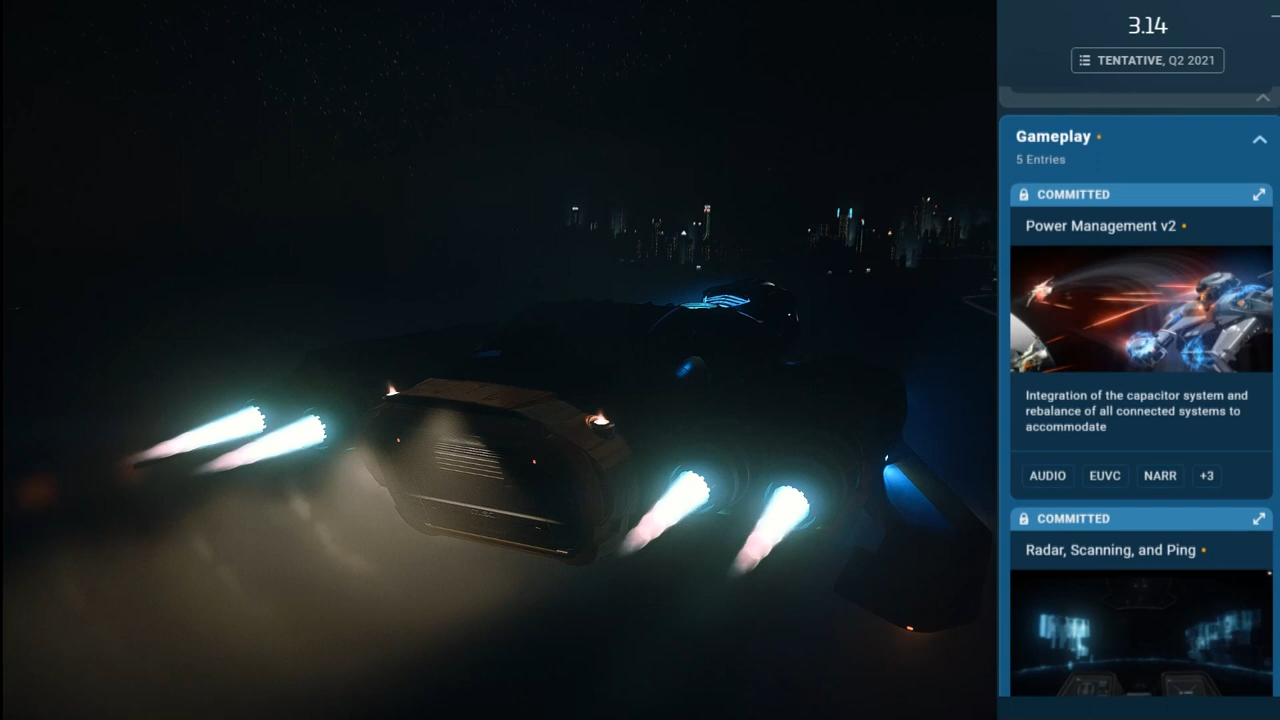 3.14
TENTATIVE, Q2 2021
Gameplay
5 Entries
COMMITTED
Power Management v2
Integration of the capacitor system and
rebalance of all connected systems to
accommodate
AUDIO EUVC NARR +3
COMMITTED
Radar, Scanning, and Ping